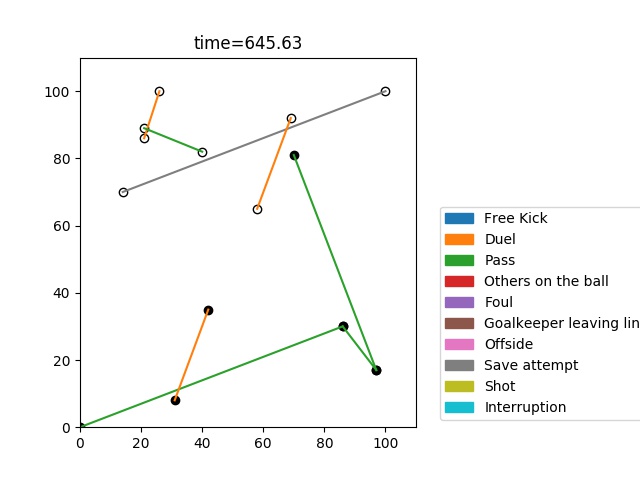 time=645.63
100
80
60
40
20
0
0 20 40 60 80 100
Free Kick
Duel
Pass
Others on the ball
Foul
Goalkeeper leaving lin
Offside
Save attempt
Shot
Interruption